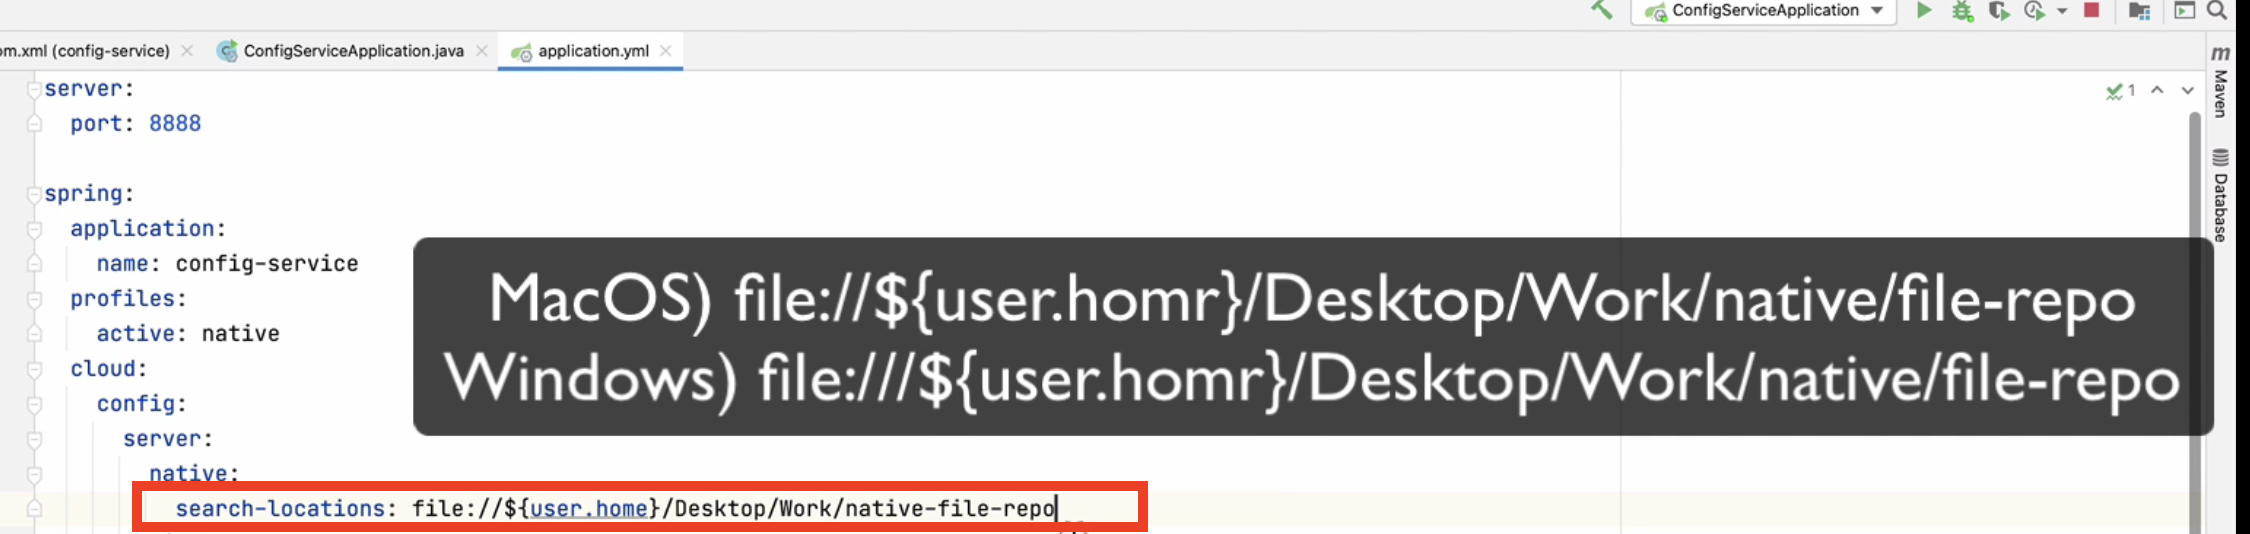 ConfigServiceApplication
om.xml (config-service) ConfigServiceApplication.java application.yml
m
Maven
Database
1
server:
port: 8888
spring:
application:
name: config-service
profiles:
active: native
cloud:
config:
server:
native:
search-locations: file://${user.home}/Desktop/Work/native-file-repo
MacOS) file://${user.homr}/Desktop/Work/native/file-repo
Windows) file:///${user.homr}/Desktop/Work/native/file-repo